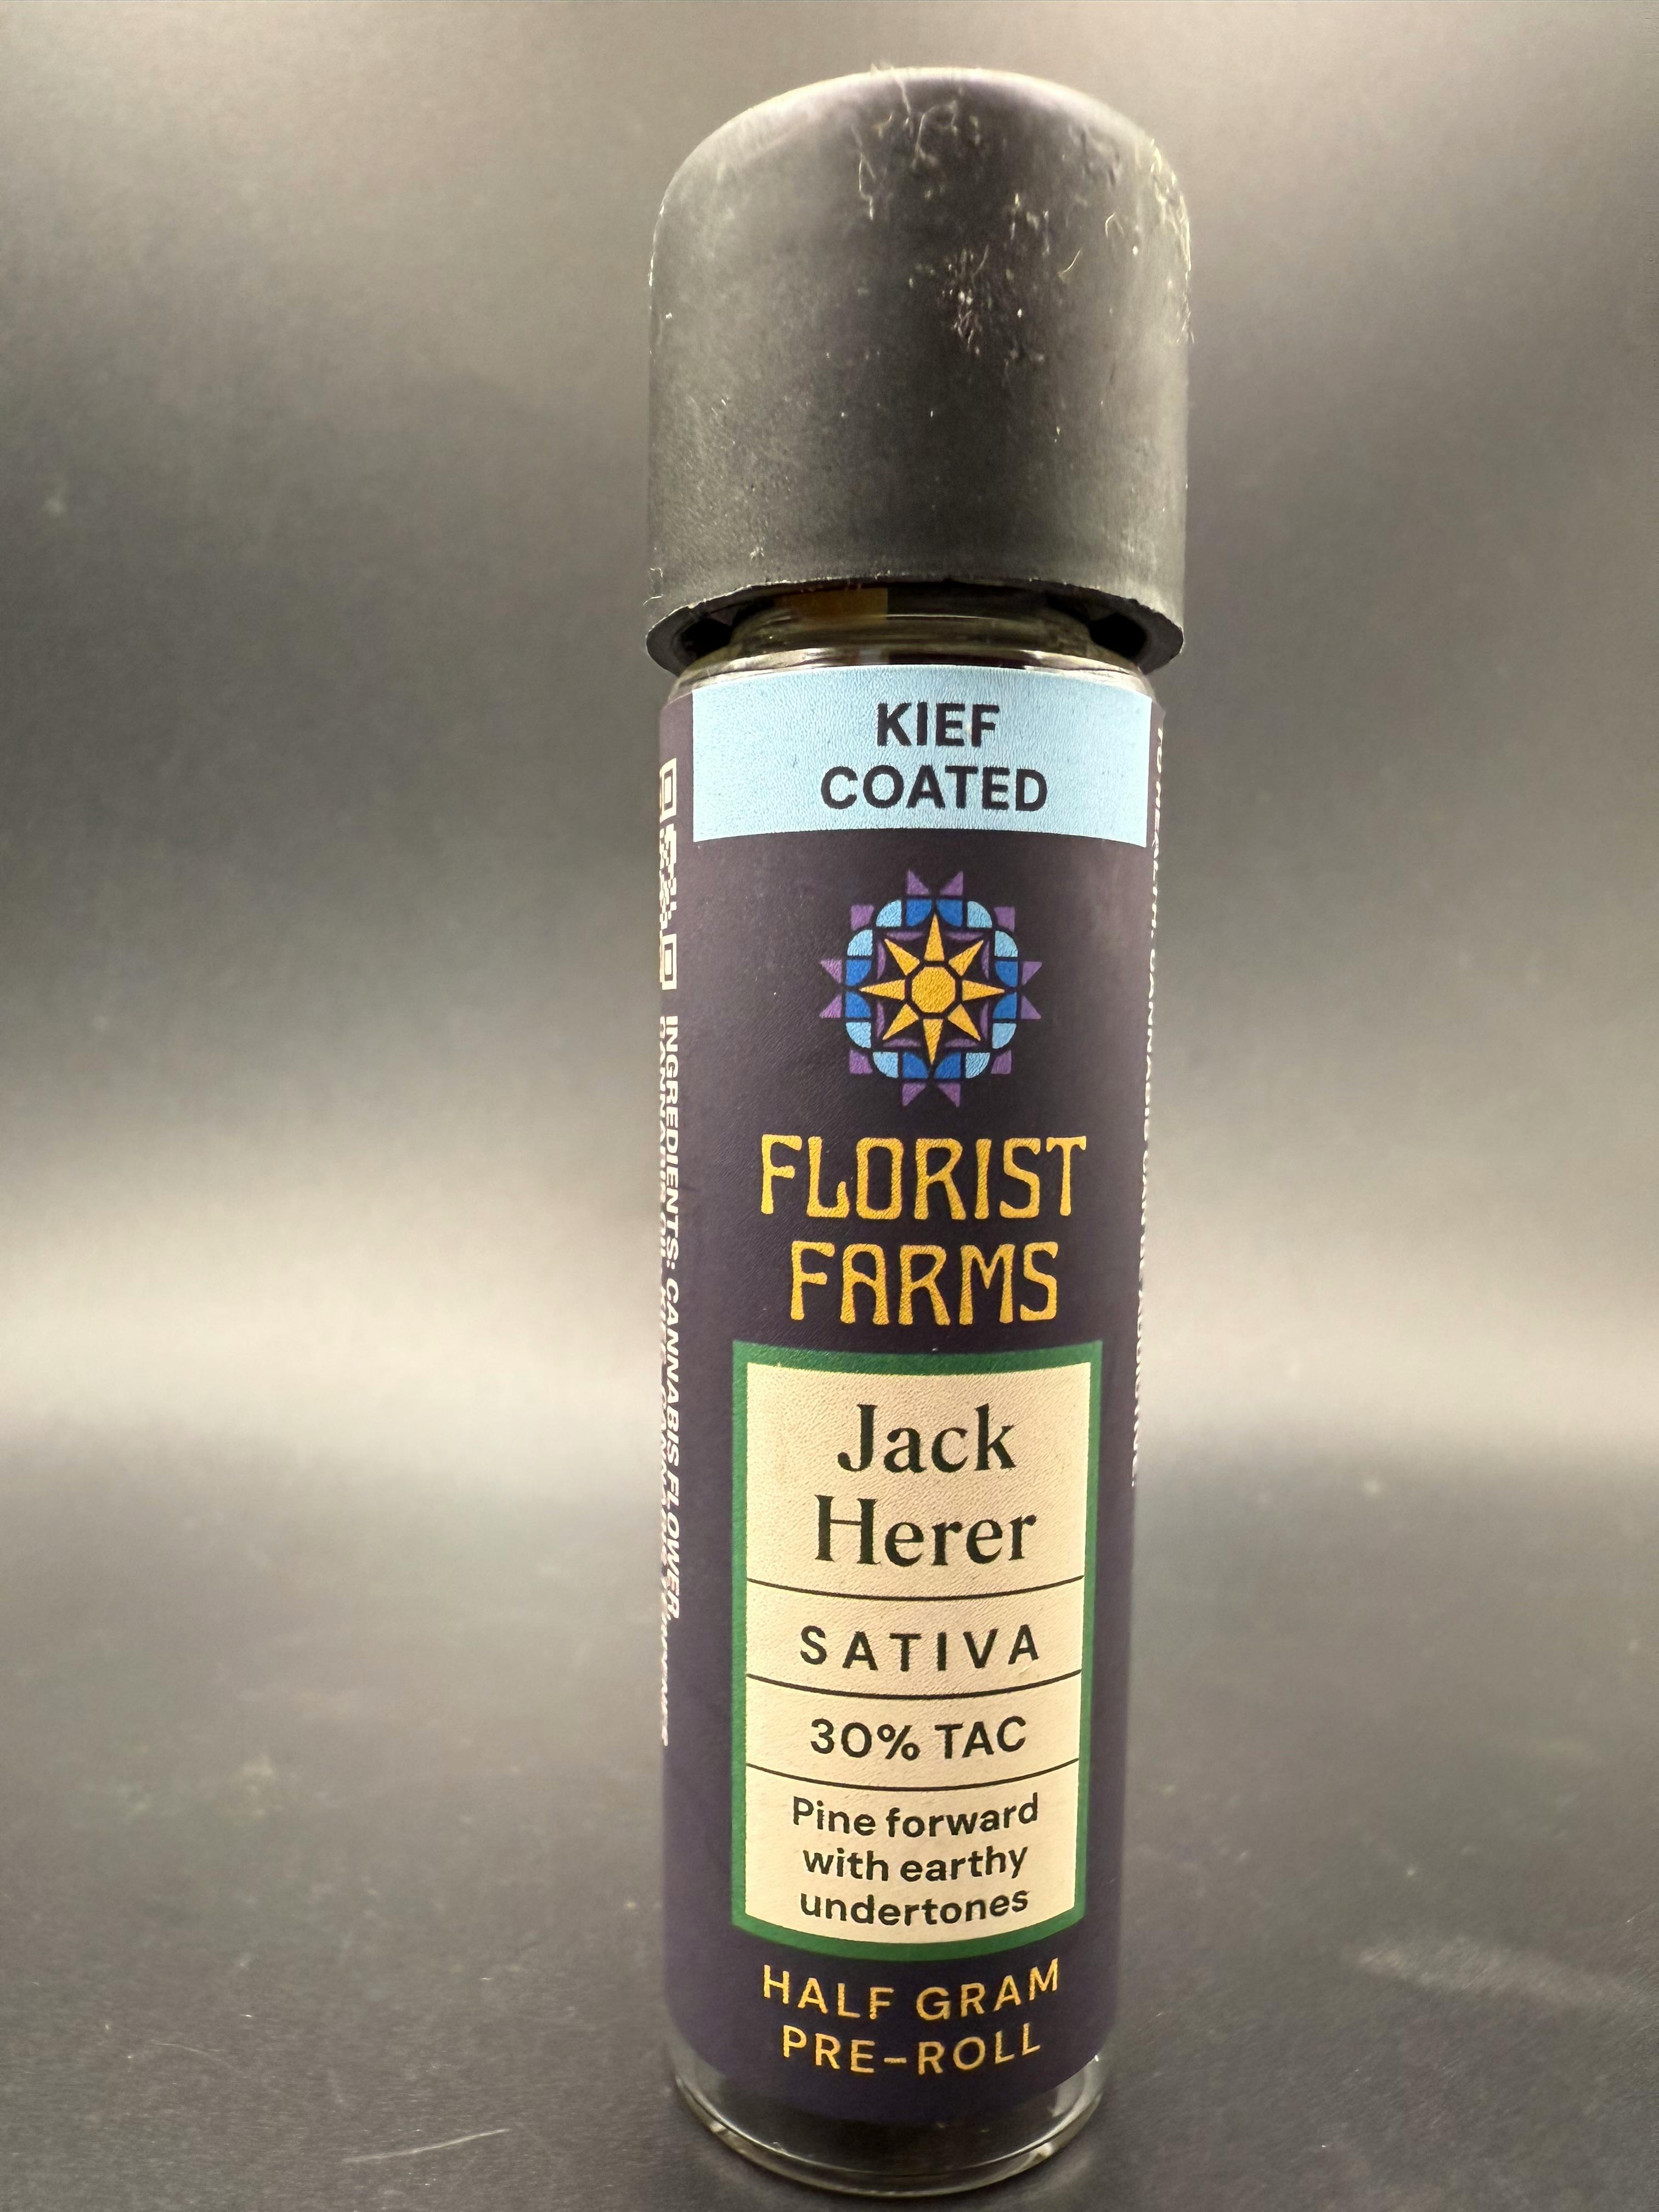 KIEF
COATED
FLORIST
FARMS
Jack
Herer
SATIVA
30% TAC
Pine forward
with earthy
undertones
HALF GRAM
PRE-ROLL
INGREDIENTS: CANNABIS FLOWER,